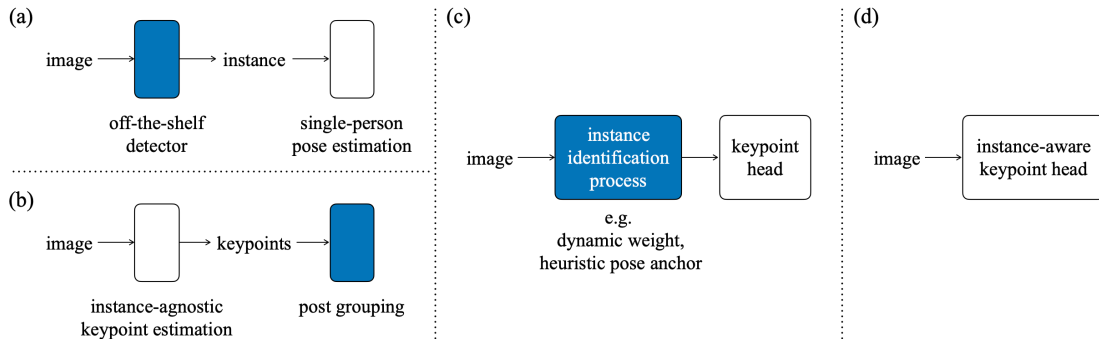 (a)
image
instance
off-the-shelf
detector
single-person
pose estimation
(b)
image
keypoints
instance-agnostic
keypoint estimation
post grouping
(c)
image
instance
identification
process
keypoint
head
e.g.
dynamic weight,
heuristic pose anchor
(d)
image
instance-aware
keypoint head